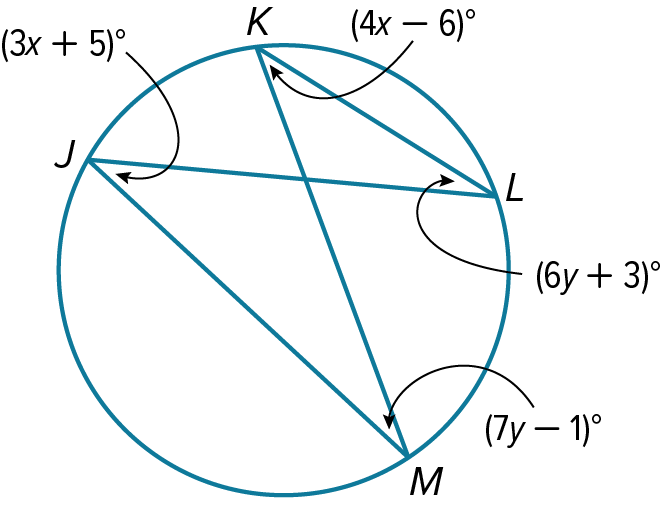 K
(4x − 6)°
(3x + 5)°
J
L
(6y + 3)°
(7y − 1)°
M